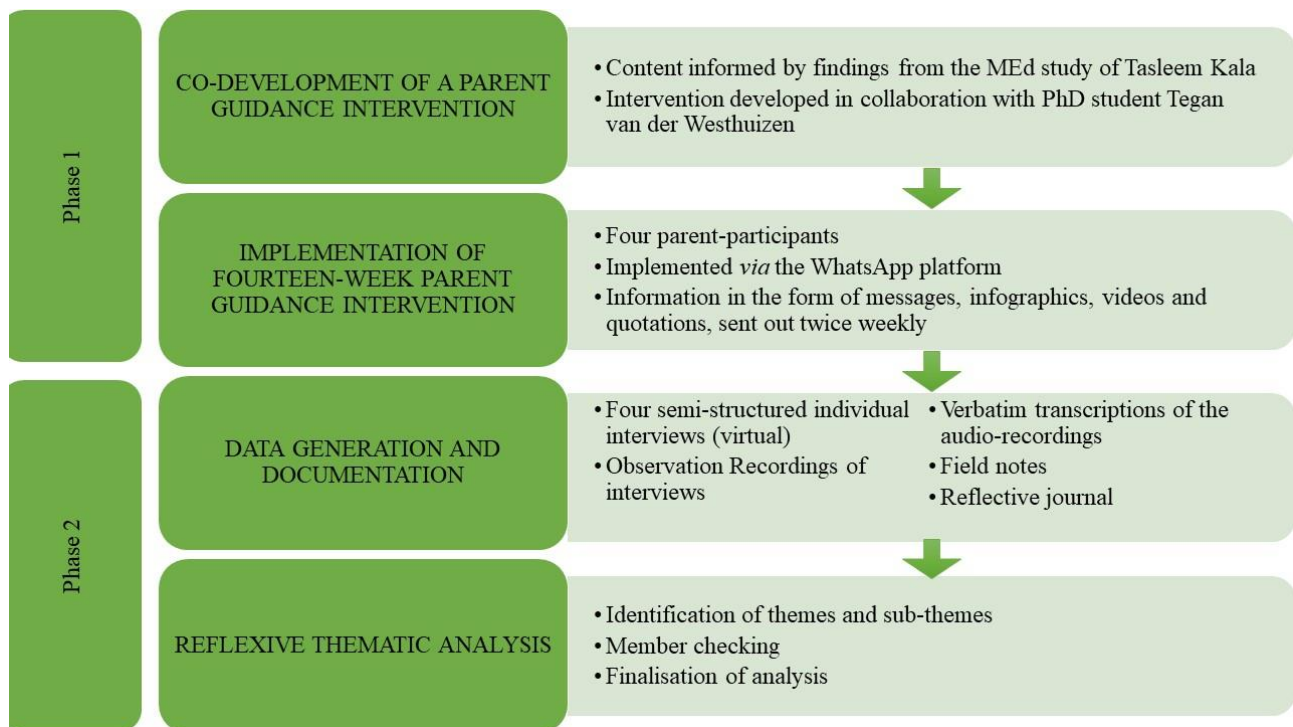 Phase 1
CO-DEVELOPMENT OF A PARENT
GUIDANCE INTERVENTION
• Content informed by findings from the MEd study of Tasleem Kala
• Intervention developed in collaboration with PhD student Tegan
van der Westhuizen
IMPLEMENTATION OF
FOURTEEN-WEEK PARENT
GUIDANCE INTERVENTION
• Four parent-participants
• Implemented via the WhatsApp platform
• Information in the form of messages, infographics, videos and
quotations, sent out twice weekly
Phase 2
DATA GENERATION AND
DOCUMENTATION
• Four semi-structured individual
interviews (virtual)
• Observation Recordings of
interviews
• Verbatim transcriptions of the
audio-recordings
• Field notes
• Reflective journal
REFLEXIVE THEMATIC ANALYSIS
• Identification of themes and sub-themes
• Member checking
• Finalisation of analysis